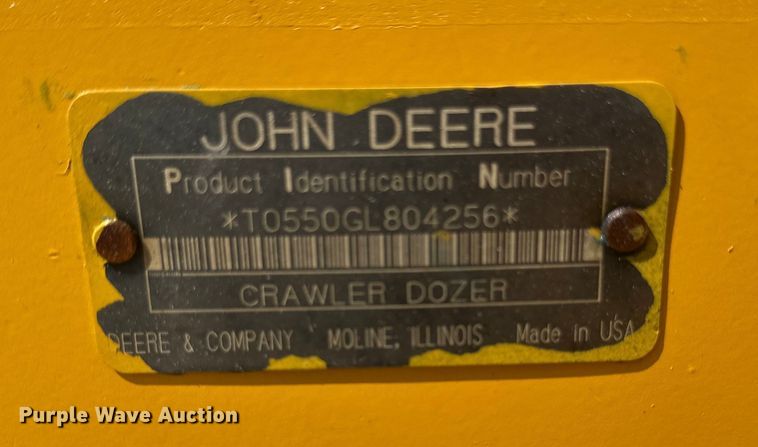 JOHN DEERE
Product Identification Number
*T0550GL804256*
CRAWLER DOZER
DEERE & COMPANY MOLINE, ILLINOIS Made in USA
Purple Wave Auction